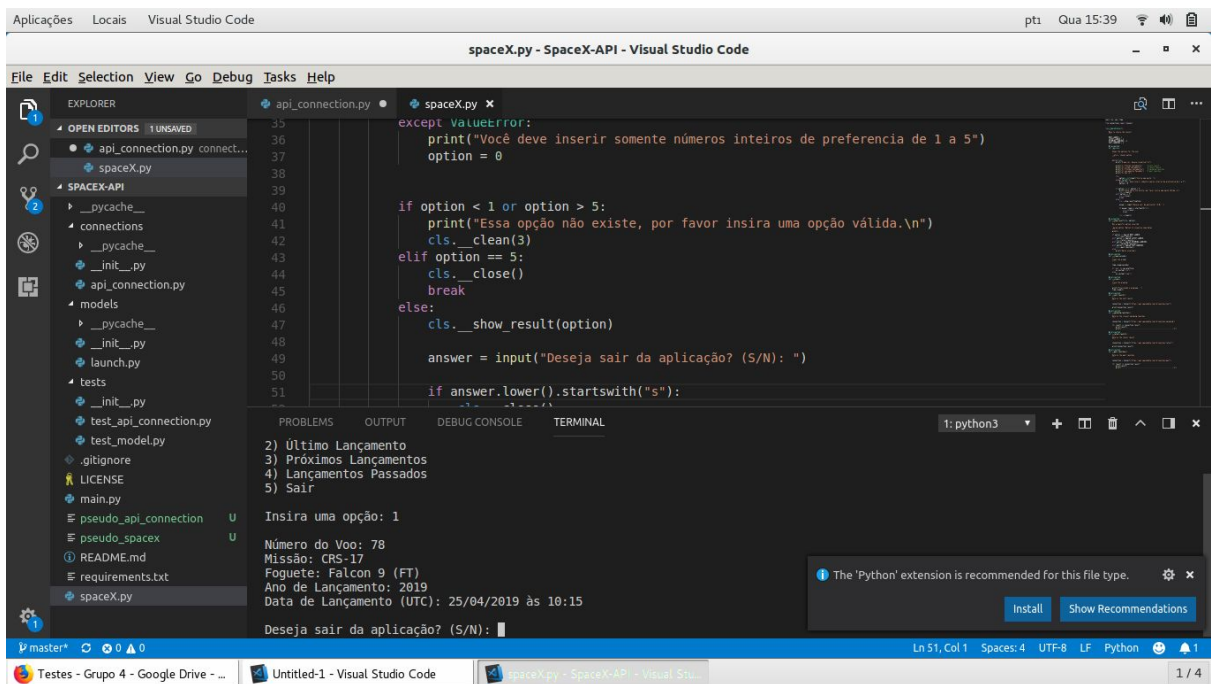 Aplicações Locais Visual Studio Code pt1 Qua 15:39
spaceX.py - SpaceX-API - Visual Studio Code
File Edit Selection View Go Debug Tasks Help
EXPLORER
OPEN EDITORS 1 UNSAVED
api_connection.py connect...
spaceX.py
SPACEX-API
__pycache__
connections
__pycache__
__init__.py
api_connection.py
models
__pycache__
__init__.py
launch.py
tests
__init__.py
test_api_connection.py
test_model.py
.gitignore
LICENSE
main.py
pseudo_api_connection U
pseudo_spacex U
README.md
requirements.txt
spaceX.py
1
2
1
api_connection.py spaceX.py
35 except ValueError:
36 print("Você deve inserir somente números inteiros de preferencia de 1 a 5")
37 option = 0
38
39
40 if option < 1 or option > 5:
41 print("Essa opção não existe, por favor insira uma opção válida.\n")
42 cls.__clean(3)
43 elif option == 5:
44 cls.__close()
45 break
46 else:
47 cls.__show_result(option)
48
49 answer = input("Deseja sair da aplicação? (S/N): ")
50
51 if answer.lower().startswith("s"):
PROBLEMS OUTPUT DEBUG CONSOLE TERMINAL 1: python3
2) Último Lançamento
3) Próximos Lançamentos
4) Lançamentos Passados
5) Sair
Insira uma opção: 1
Número do Voo: 78
Missão: CRS-17
Foguete: Falcon 9 (FT)
Ano de Lançamento: 2019
Data de Lançamento (UTC): 25/04/2019 às 10:15
Deseja sair da aplicação? (S/N):
The 'Python' extension is recommended for this file type.
Install Show Recommendations
master* 0 0 Ln 51, Col 1 Spaces: 4 UTF-8 LF Python 1
Testes - Grupo 4 - Google Drive - ... Untitled-1 - Visual Studio Code spaceX.py - SpaceX-API - Visual Stu... 1 / 4